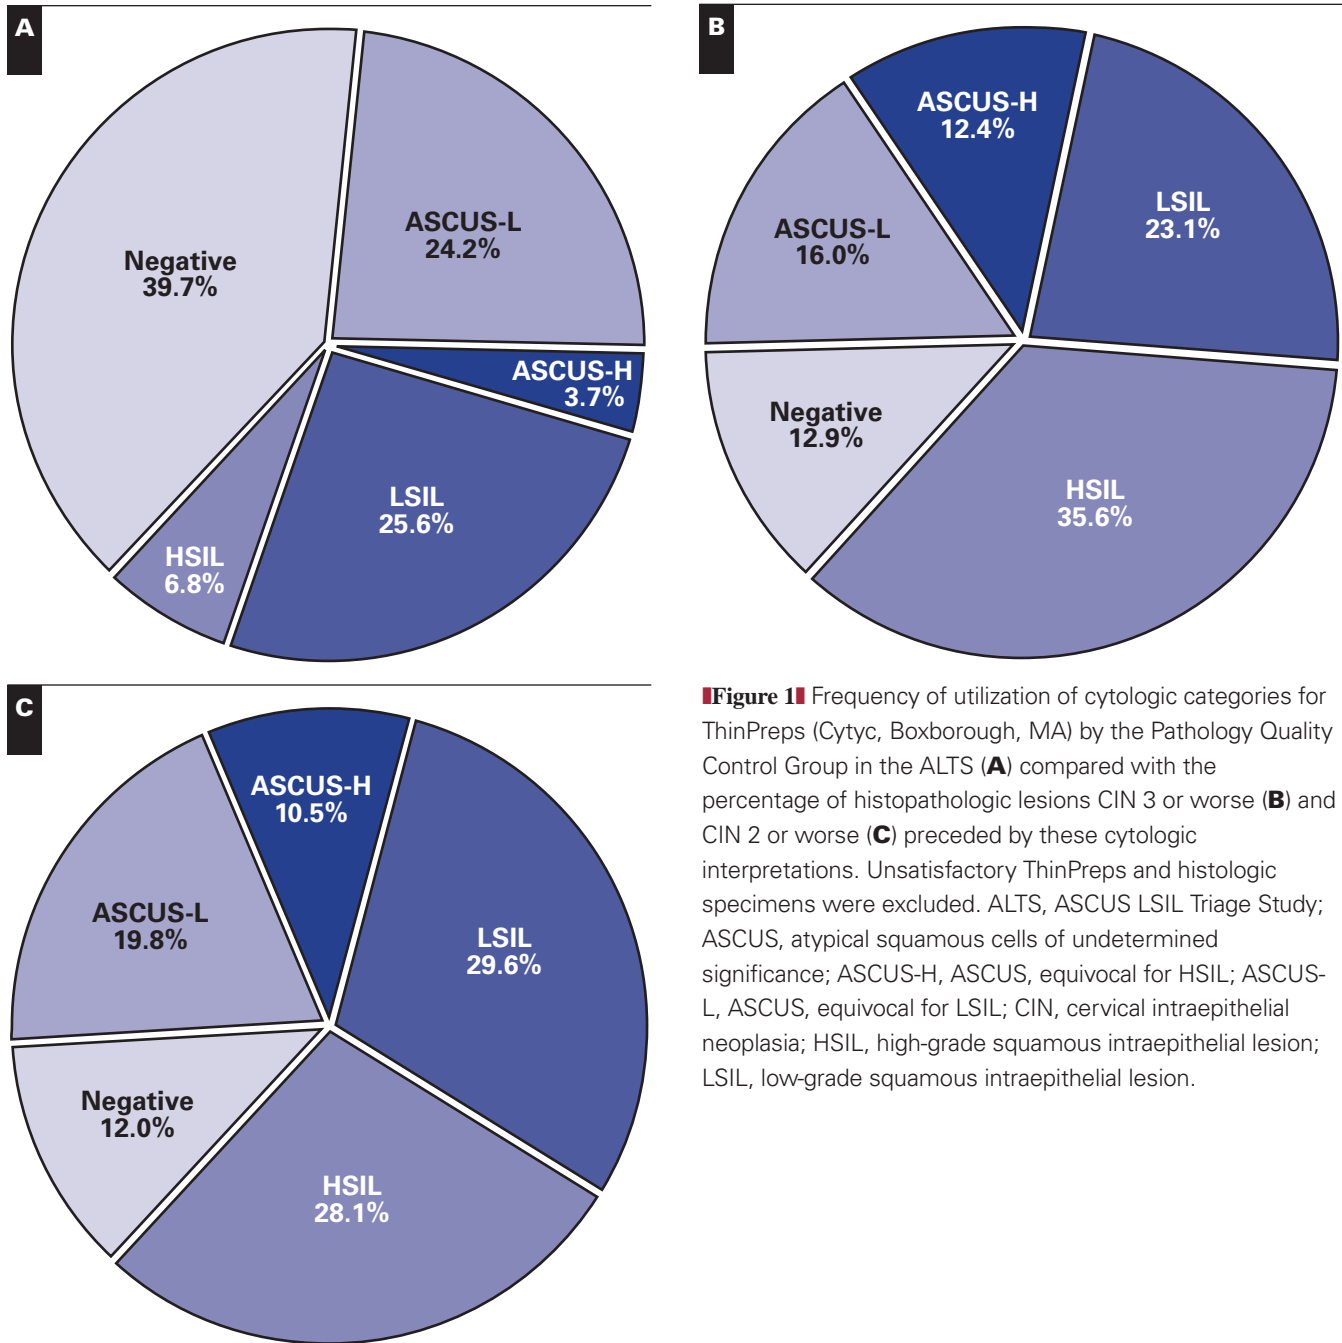 A
Negative
39.7%
ASCUS-L
24.2%
ASCUS-H
3.7%
LSIL
25.6%
HSIL
6.8%
B
ASCUS-H
12.4%
LSIL
23.1%
ASCUS-L
16.0%
Negative
12.9%
HSIL
35.6%
C
ASCUS-H
10.5%
LSIL
29.6%
ASCUS-L
19.8%
Negative
12.0%
HSIL
28.1%
Figure 1 Frequency of utilization of cytologic categories for
ThinPreps (Cytyc, Boxborough, MA) by the Pathology Quality
Control Group in the ALTS (A) compared with the
percentage of histopathologic lesions CIN 3 or worse (B) and
CIN 2 or worse (C) preceded by these cytologic
interpretations. Unsatisfactory ThinPreps and histologic
specimens were excluded. ALTS, ASCUS LSIL Triage Study;
ASCUS, atypical squamous cells of undetermined
significance; ASCUS-H, ASCUS, equivocal for HSIL; ASCUS-
L, ASCUS, equivocal for LSIL; CIN, cervical intraepithelial
neoplasia; HSIL, high-grade squamous intraepithelial lesion;
LSIL, low-grade squamous intraepithelial lesion.